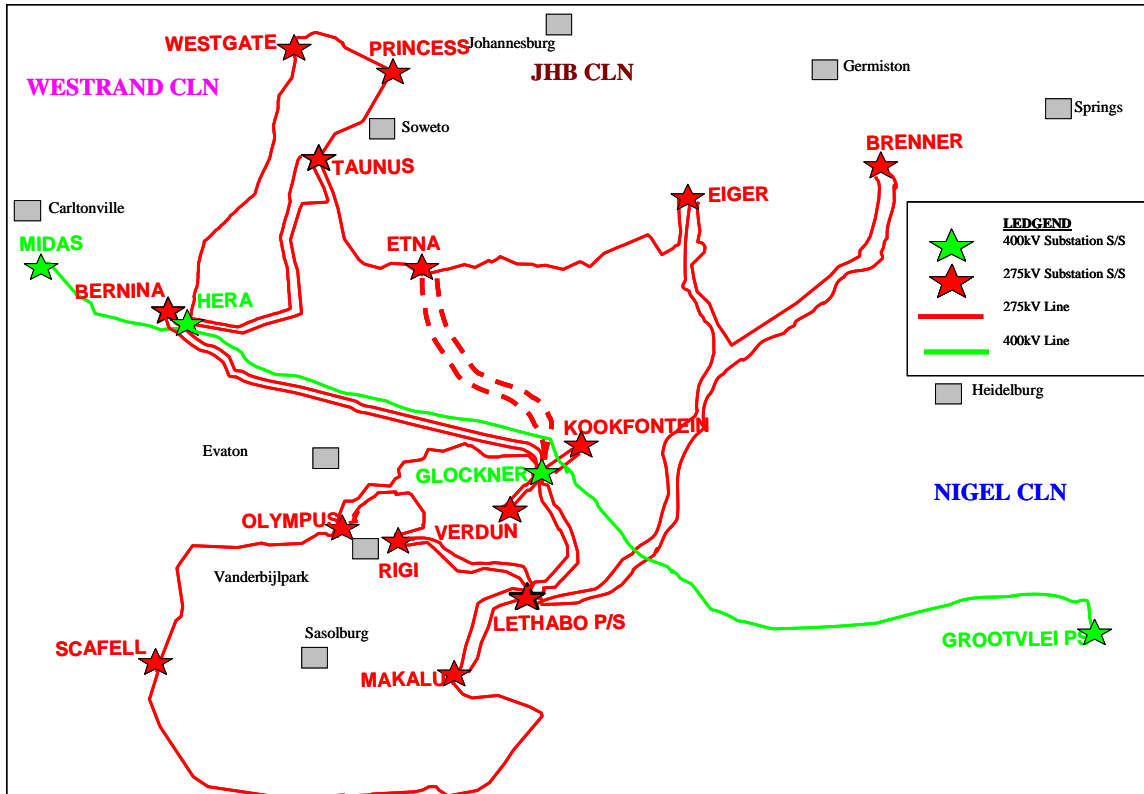 WESTGATE
PRINCESS
Johannesburg
JHB CLN
Germiston
WESTRAND CLN
Springs
Soweto
BRENNER
TAUNUS
EIGER
Carltonville
LEDGEND
400kV Substation S/S
MIDAS
ETNA
275kV Substation S/S
BERNINA
HERA
275kV Line
400kV Line
Heidelburg
KOOKFONTEIN
Evaton
GLOCKNER
NIGEL CLN
OLYMPUS
VERDUN
RIGI
Vanderbijlpark
LETHABO P/S
Sasolburg
GROOTVLEI PS
SCAFELL
MAKALU